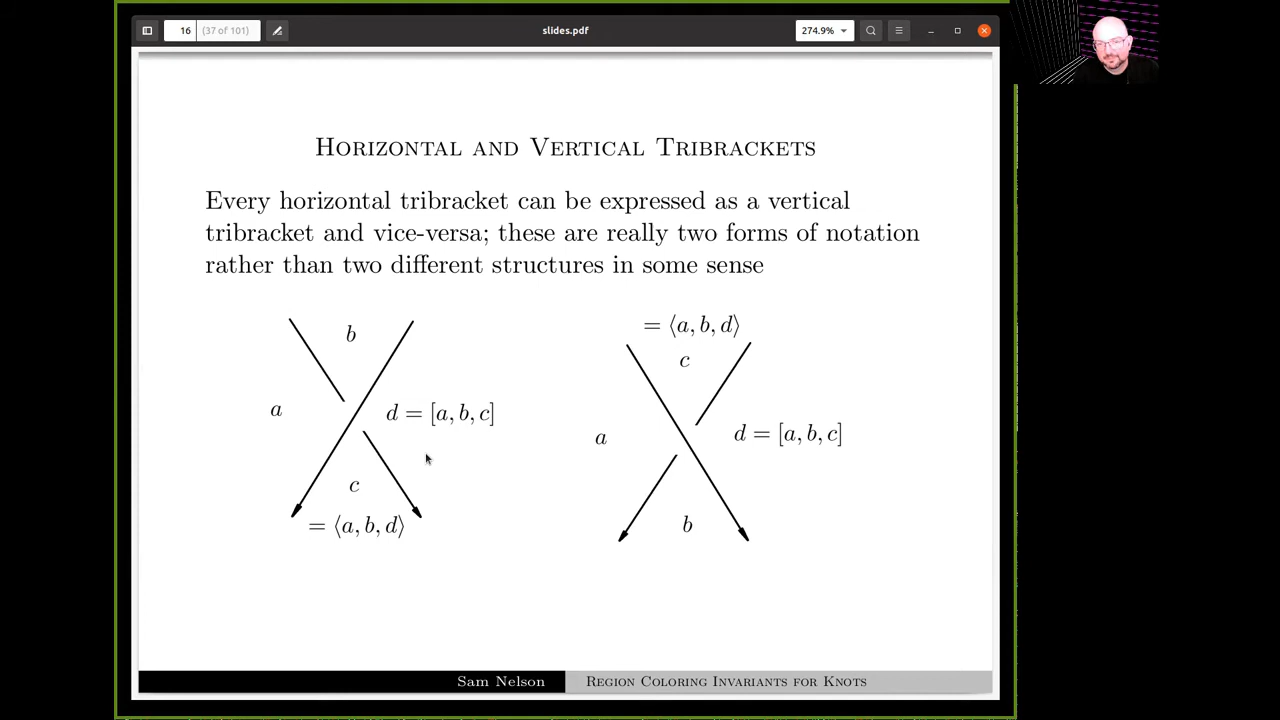 16 (37 of 101) slides.pdf 274.9%
HORIZONTAL AND VERTICAL TRIBRACKETS
Every horizontal tribracket can be expressed as a vertical
tribracket and vice-versa; these are really two forms of notation
rather than two different structures in some sense
b
a
d = [a, b, c]
c
= ⟨a, b, d⟩
= ⟨a, b, d⟩
c
a
d = [a, b, c]
b
SAM NELSON REGION COLORING INVARIANTS FOR KNOTS